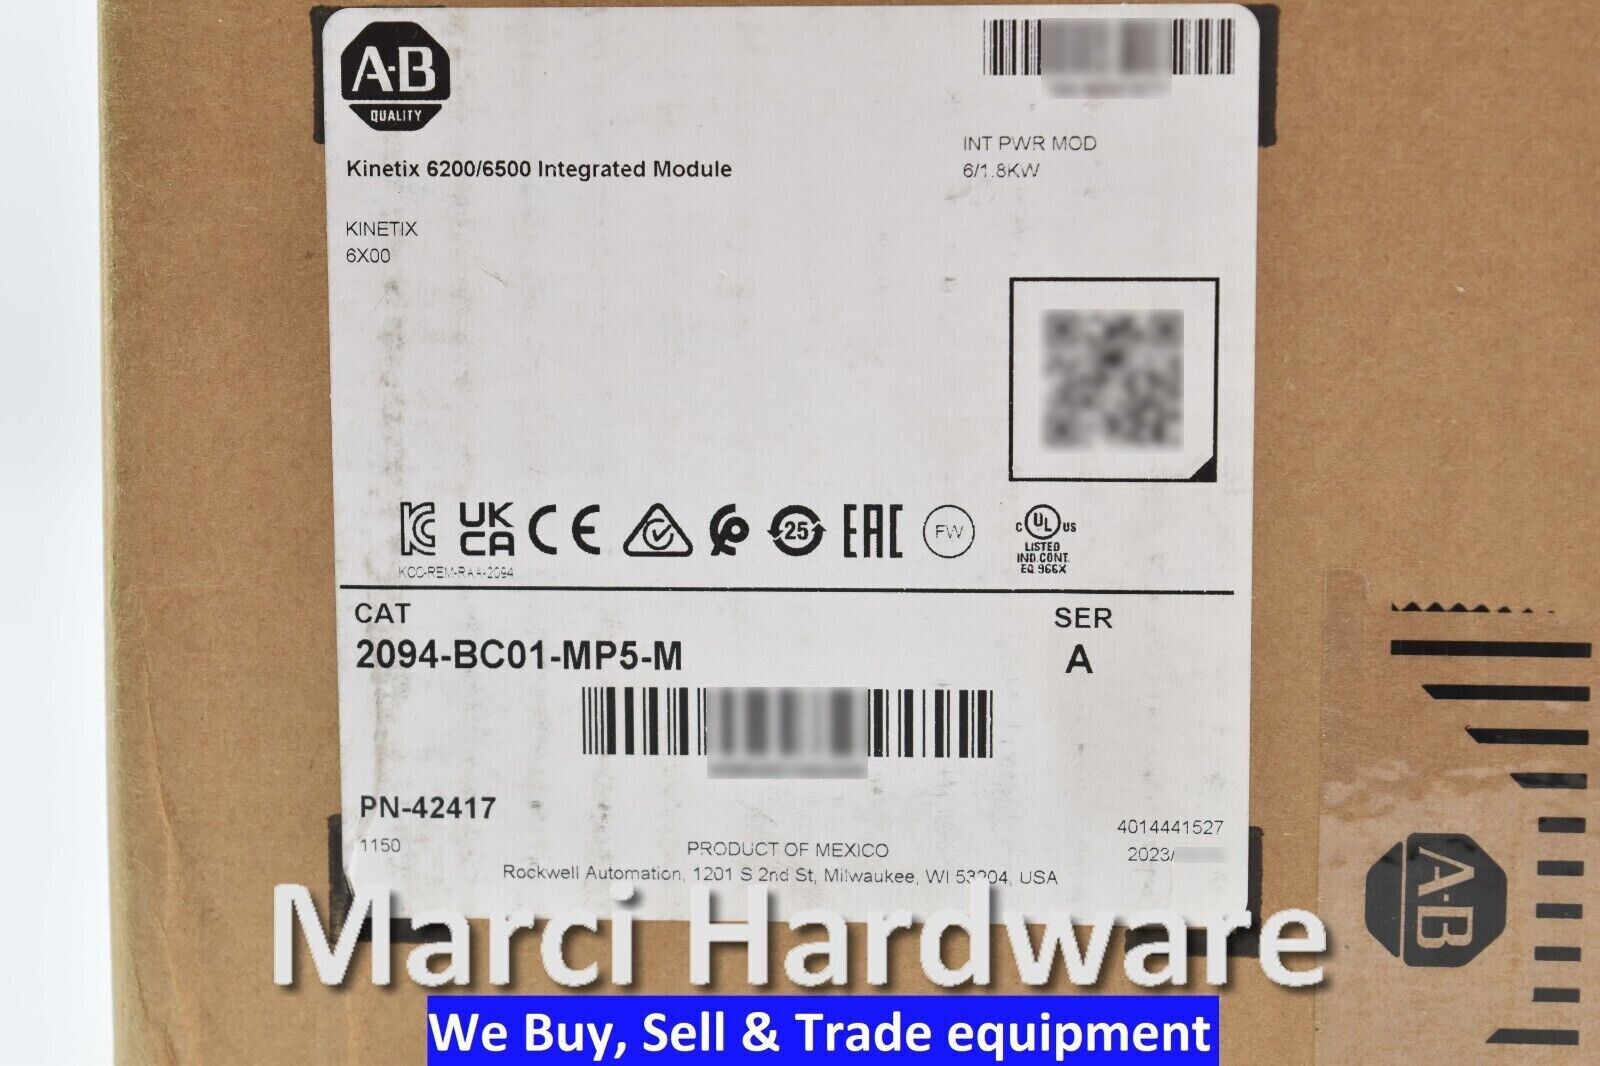 A-B
QUALITY
INT PWR MOD
6/1.8KW
Kinetix 6200/6500 Integrated Module
KINETIX
6X00
UK
CA
CE
25
EAC
FW
C UL US
LISTED
IND.CONT.
EQ 966X
KCC-REM-RAA-2094
CAT
2094-BC01-MP5-M
SER
A
PN-42417
1150
4014441527
2023/
PRODUCT OF MEXICO
Rockwell Automation, 1201 S 2nd St, Milwaukee, WI 53204, USA
A-B
Marci Hardware
We Buy, Sell & Trade equipment